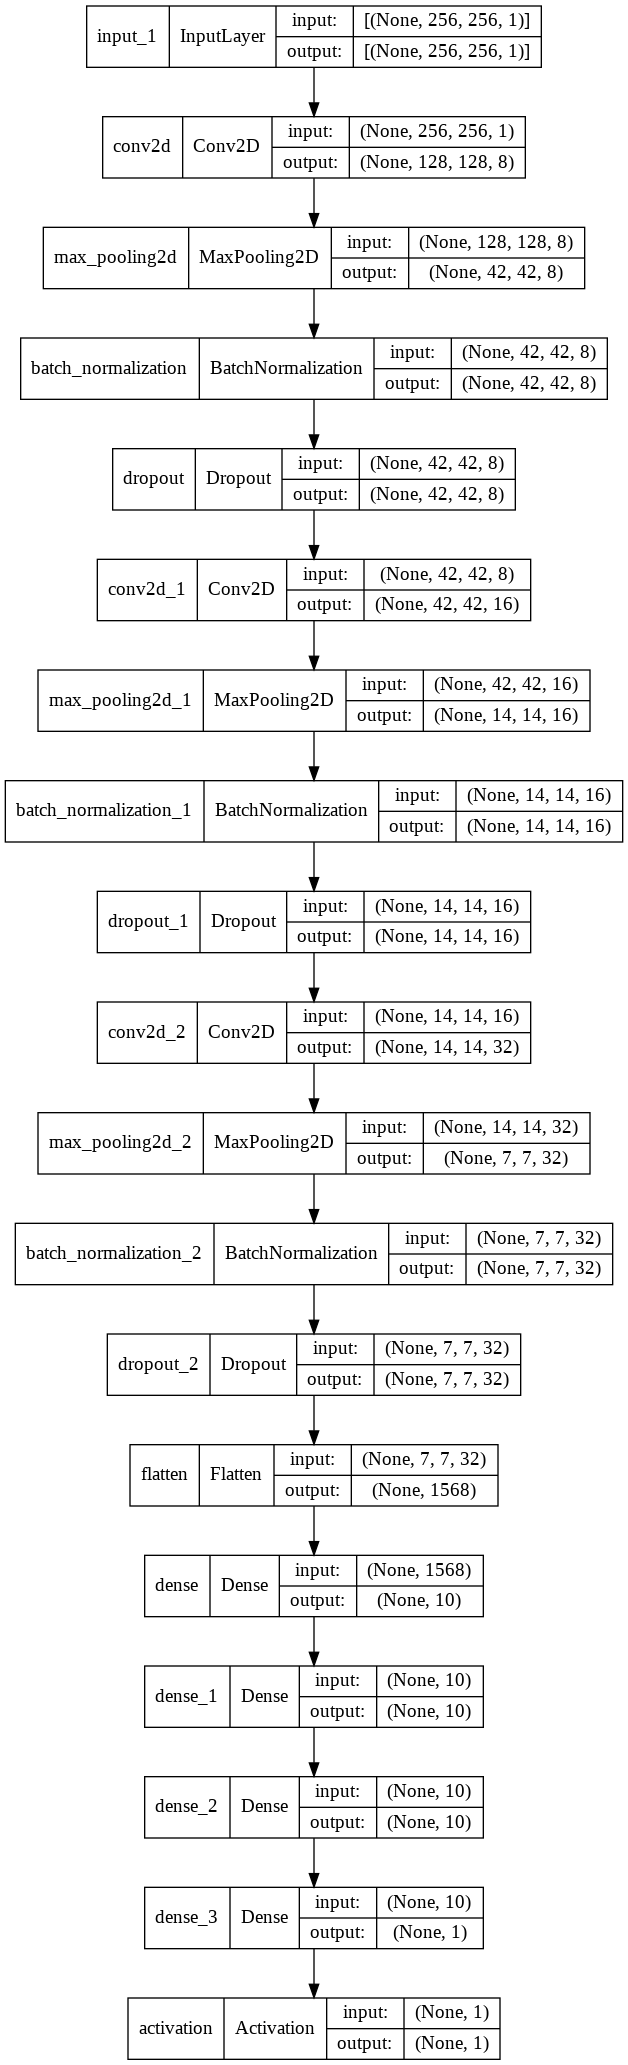 input_1 InputLayer input: [(None, 256, 256, 1)]
output: [(None, 256, 256, 1)]
conv2d Conv2D input: (None, 256, 256, 1)
output: (None, 128, 128, 8)
max_pooling2d MaxPooling2D input: (None, 128, 128, 8)
output: (None, 42, 42, 8)
batch_normalization BatchNormalization input: (None, 42, 42, 8)
output: (None, 42, 42, 8)
dropout Dropout input: (None, 42, 42, 8)
output: (None, 42, 42, 8)
conv2d_1 Conv2D input: (None, 42, 42, 8)
output: (None, 42, 42, 16)
max_pooling2d_1 MaxPooling2D input: (None, 42, 42, 16)
output: (None, 14, 14, 16)
batch_normalization_1 BatchNormalization input: (None, 14, 14, 16)
output: (None, 14, 14, 16)
dropout_1 Dropout input: (None, 14, 14, 16)
output: (None, 14, 14, 16)
conv2d_2 Conv2D input: (None, 14, 14, 16)
output: (None, 14, 14, 32)
max_pooling2d_2 MaxPooling2D input: (None, 14, 14, 32)
output: (None, 7, 7, 32)
batch_normalization_2 BatchNormalization input: (None, 7, 7, 32)
output: (None, 7, 7, 32)
dropout_2 Dropout input: (None, 7, 7, 32)
output: (None, 7, 7, 32)
flatten Flatten input: (None, 7, 7, 32)
output: (None, 1568)
dense Dense input: (None, 1568)
output: (None, 10)
dense_1 Dense input: (None, 10)
output: (None, 10)
dense_2 Dense input: (None, 10)
output: (None, 10)
dense_3 Dense input: (None, 10)
output: (None, 1)
activation Activation input: (None, 1)
output: (None, 1)